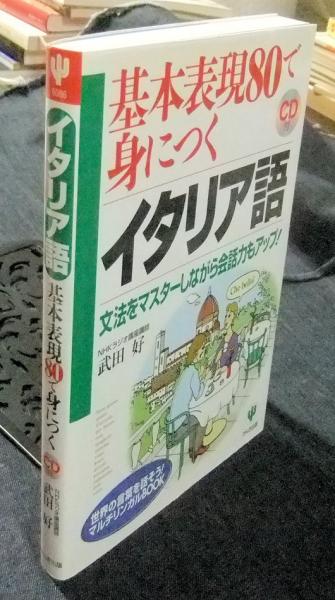 基本表現80で
身につく
CD
イタリア語
文法をマスターしながら会話力もアップ!
NHKラジオ講座講師
武田 好
Che bello!
世界の言葉を話そう!
マルチリンガルBOOK
イタリア語
基本表現80で身につく
CD
武田 好